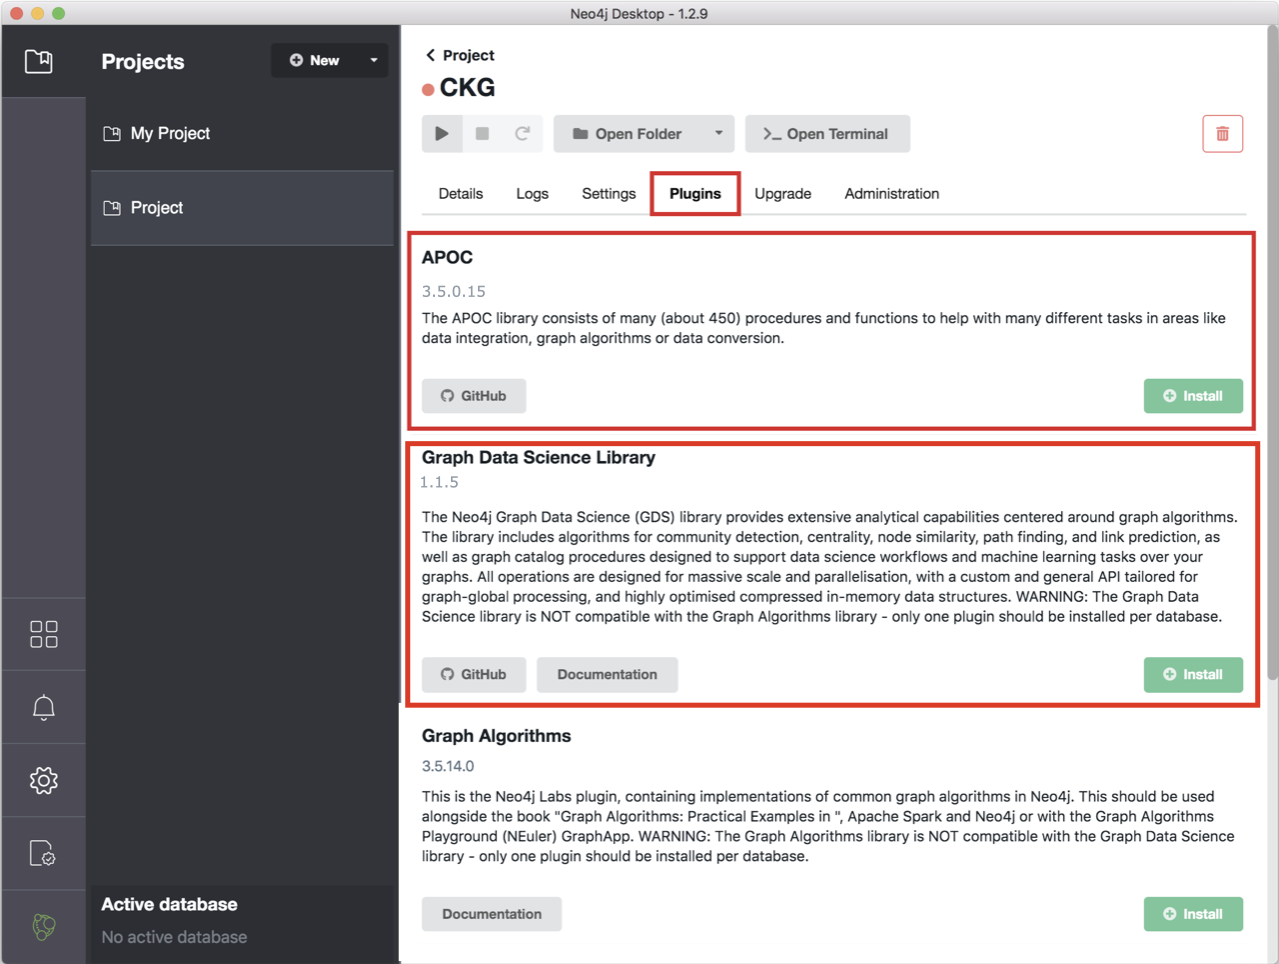 Neo4j Desktop - 1.2.9
Projects
New
My Project
Project
Active database
No active database
Project
CKG
Open Folder
>_ Open Terminal
Details Logs Settings Plugins Upgrade Administration
APOC
3.5.0.15
The APOC library consists of many (about 450) procedures and functions to help with many different tasks in areas like
data integration, graph algorithms or data conversion.
GitHub
Install
Graph Data Science Library
1.1.5
The Neo4j Graph Data Science (GDS) library provides extensive analytical capabilities centered around graph algorithms.
The library includes algorithms for community detection, centrality, node similarity, path finding, and link prediction, as
well as graph catalog procedures designed to support data science workflows and machine learning tasks over your
graphs. All operations are designed for massive scale and parallelisation, with a custom and general API tailored for
graph-global processing, and highly optimised compressed in-memory data structures. WARNING: The Graph Data
Science library is NOT compatible with the Graph Algorithms library - only one plugin should be installed per database.
GitHub
Documentation
Install
Graph Algorithms
3.5.14.0
This is the Neo4j Labs plugin, containing implementations of common graph algorithms in Neo4j. This should be used
alongside the book "Graph Algorithms: Practical Examples in ", Apache Spark and Neo4j or with the Graph Algorithms
Playground (NEuler) GraphApp. WARNING: The Graph Algorithms library is NOT compatible with the Graph Data Science
library - only one plugin should be installed per database.
Documentation
Install